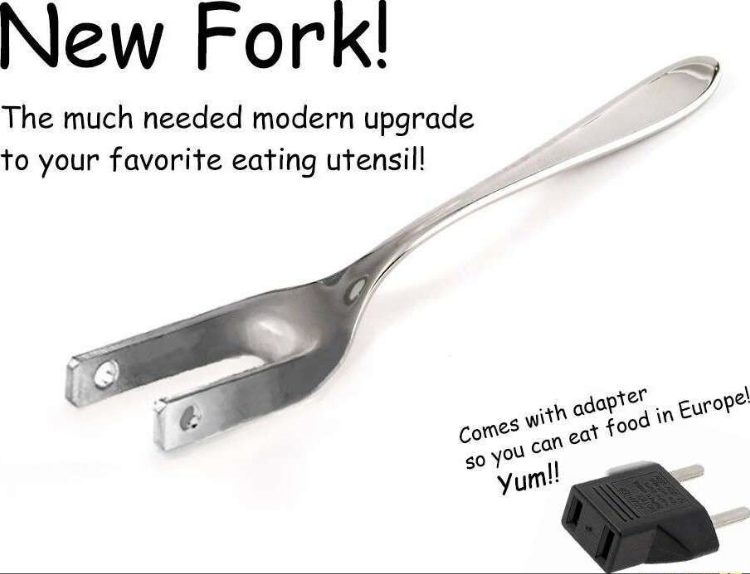 New Fork!
The much needed modern upgrade
to your favorite eating utensil!
Comes with adapter
so you can eat food in Europe!
Yum!!